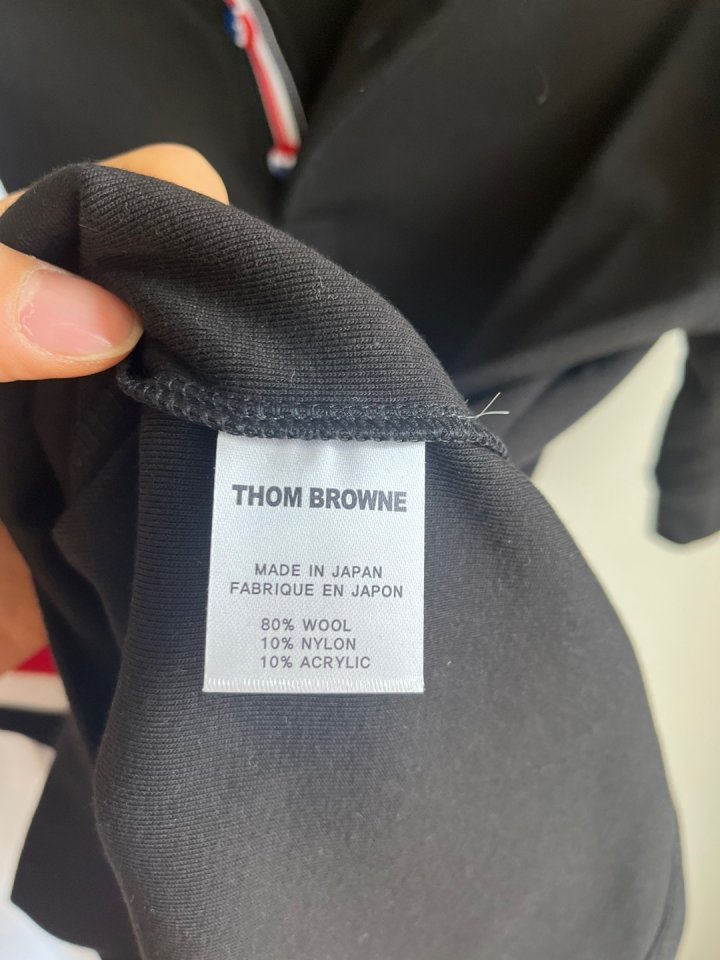 THOM BROWNE
MADE IN JAPAN
FABRIQUE EN JAPON
80% WOOL
10% NYLON
10% ACRYLIC